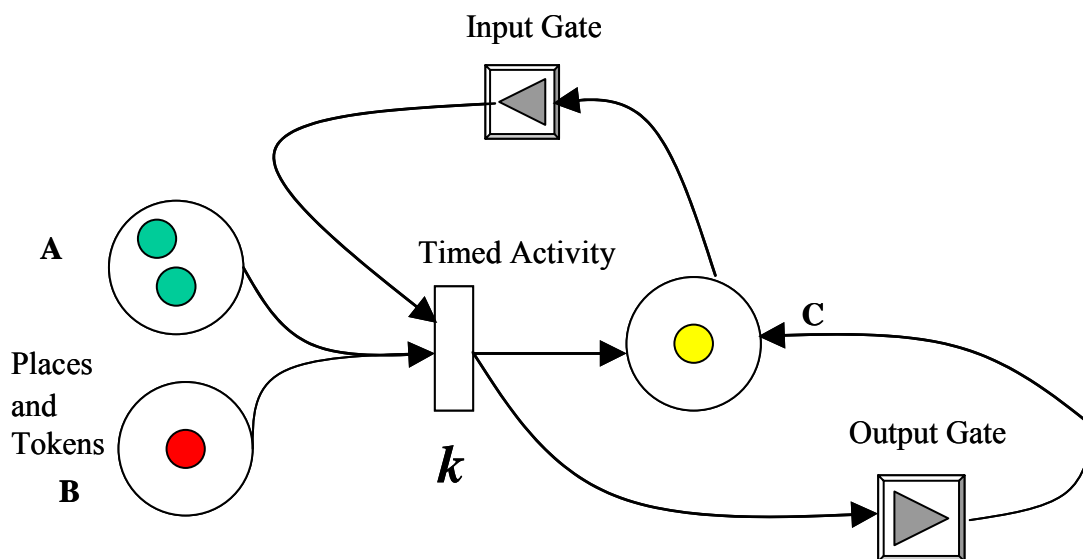 Input Gate
A
Timed Activity
C
Places
and
Tokens
B
k
Output Gate